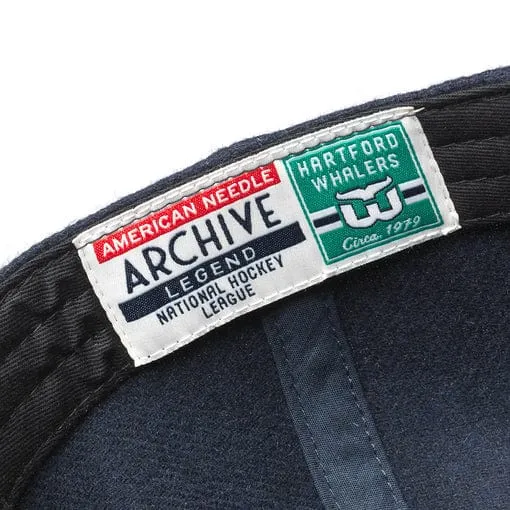 AMERICAN NEEDLE
ARCHIVE
LEGEND
NATIONAL HOCKEY
LEAGUE
HARTFORD
WHALERS
W
Circa. 1979